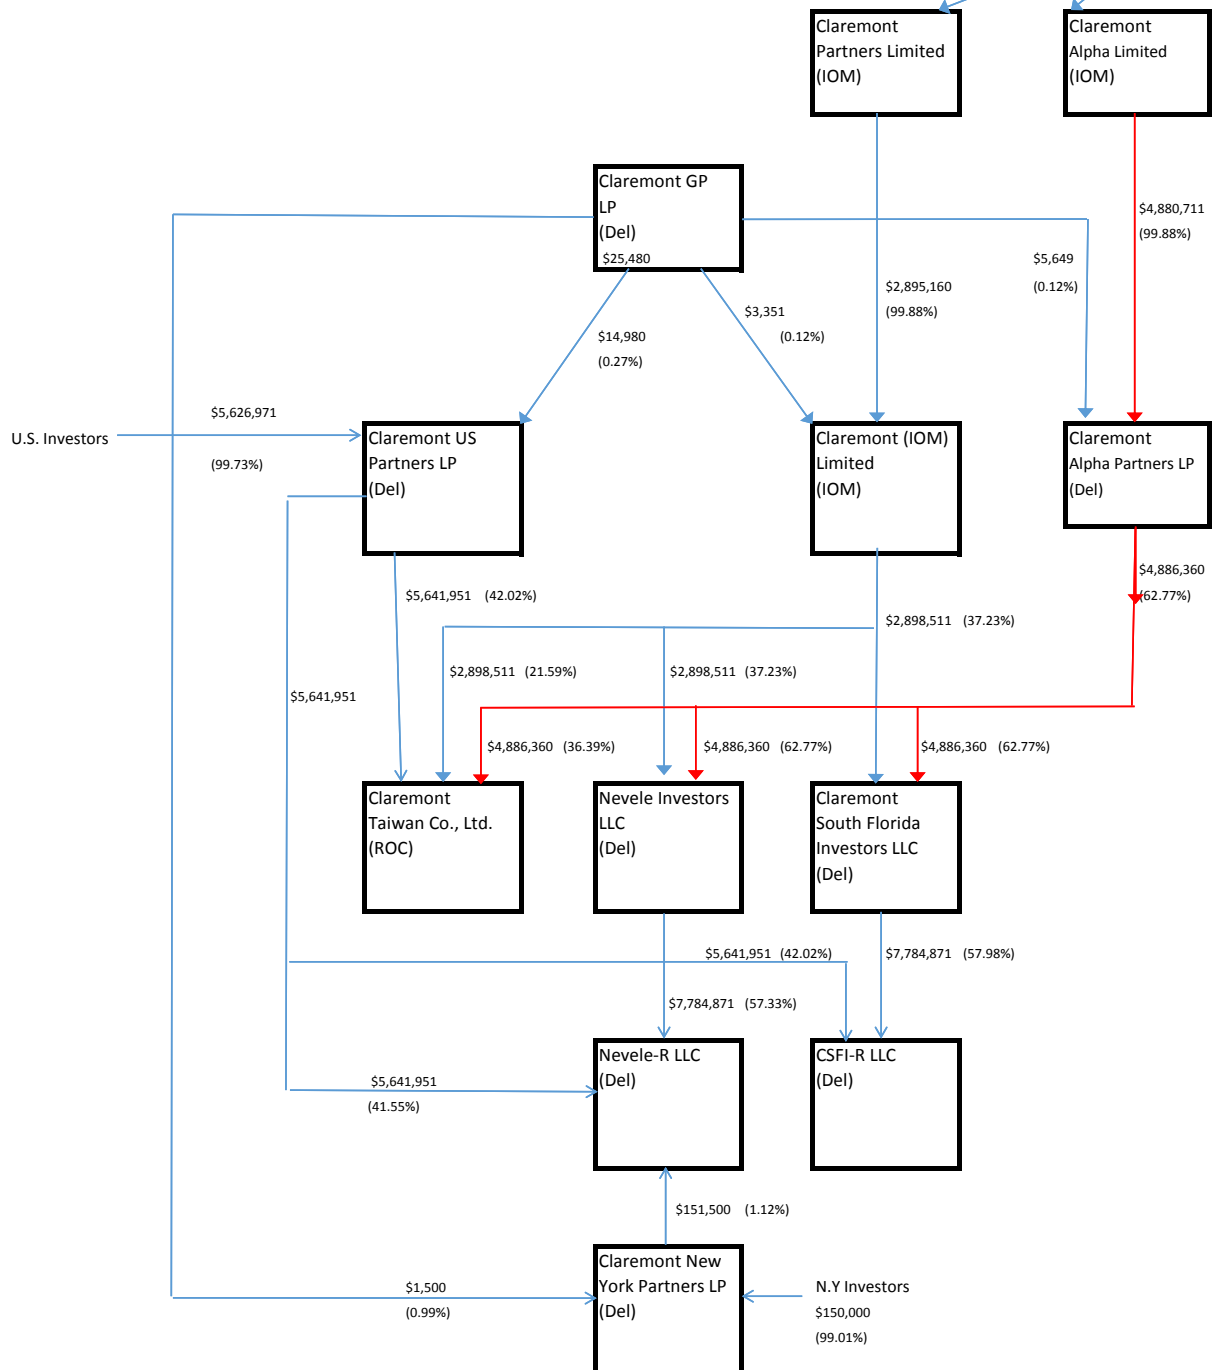 Claremont
Partners Limited
(IOM)
Claremont
Alpha Limited
(IOM)
Claremont GP
LP
(Del)
$25,480
$4,880,711
(99.88%)
$5,649
(0.12%)
$2,895,160
(99.88%)
$3,351
(0.12%)
$14,980
(0.27%)
$5,626,971
U.S. Investors
(99.73%)
Claremont US
Partners LP
(Del)
Claremont (IOM)
Limited
(IOM)
Claremont
Alpha Partners LP
(Del)
$4,886,360
(62.77%)
$5,641,951 (42.02%)
$2,898,511 (37.23%)
$2,898,511 (21.59%)
$2,898,511 (37.23%)
$5,641,951
$4,886,360 (36.39%)
$4,886,360 (62.77%)
$4,886,360 (62.77%)
Claremont
Taiwan Co., Ltd.
(ROC)
Nevele Investors
LLC
(Del)
Claremont
South Florida
Investors LLC
(Del)
$5,641,951 (42.02%)
$7,784,871 (57.98%)
$7,784,871 (57.33%)
Nevele-R LLC
(Del)
CSFI-R LLC
(Del)
$5,641,951
(41.55%)
$151,500 (1.12%)
Claremont New
York Partners LP
(Del)
$1,500
(0.99%)
N.Y Investors
$150,000
(99.01%)